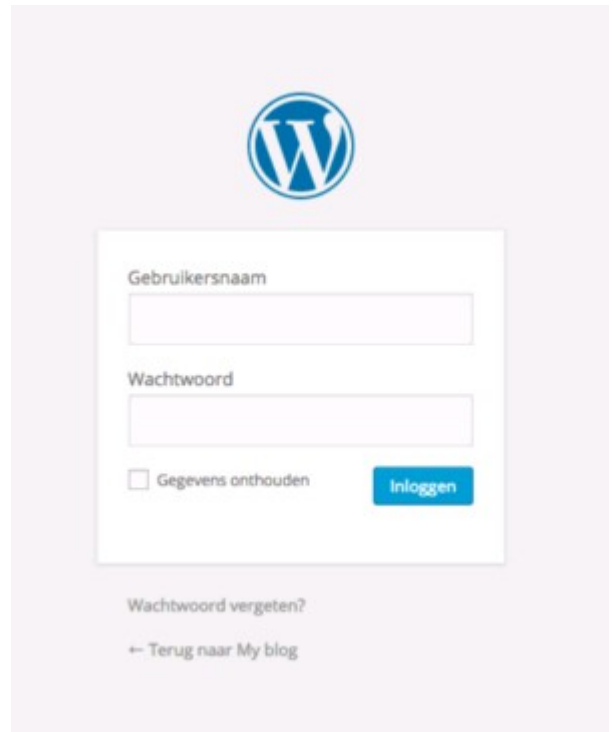 Gebruikersnaam
Wachtwoord
Gegevens onthouden
Inloggen
Wachtwoord vergeten?
← Terug naar My blog